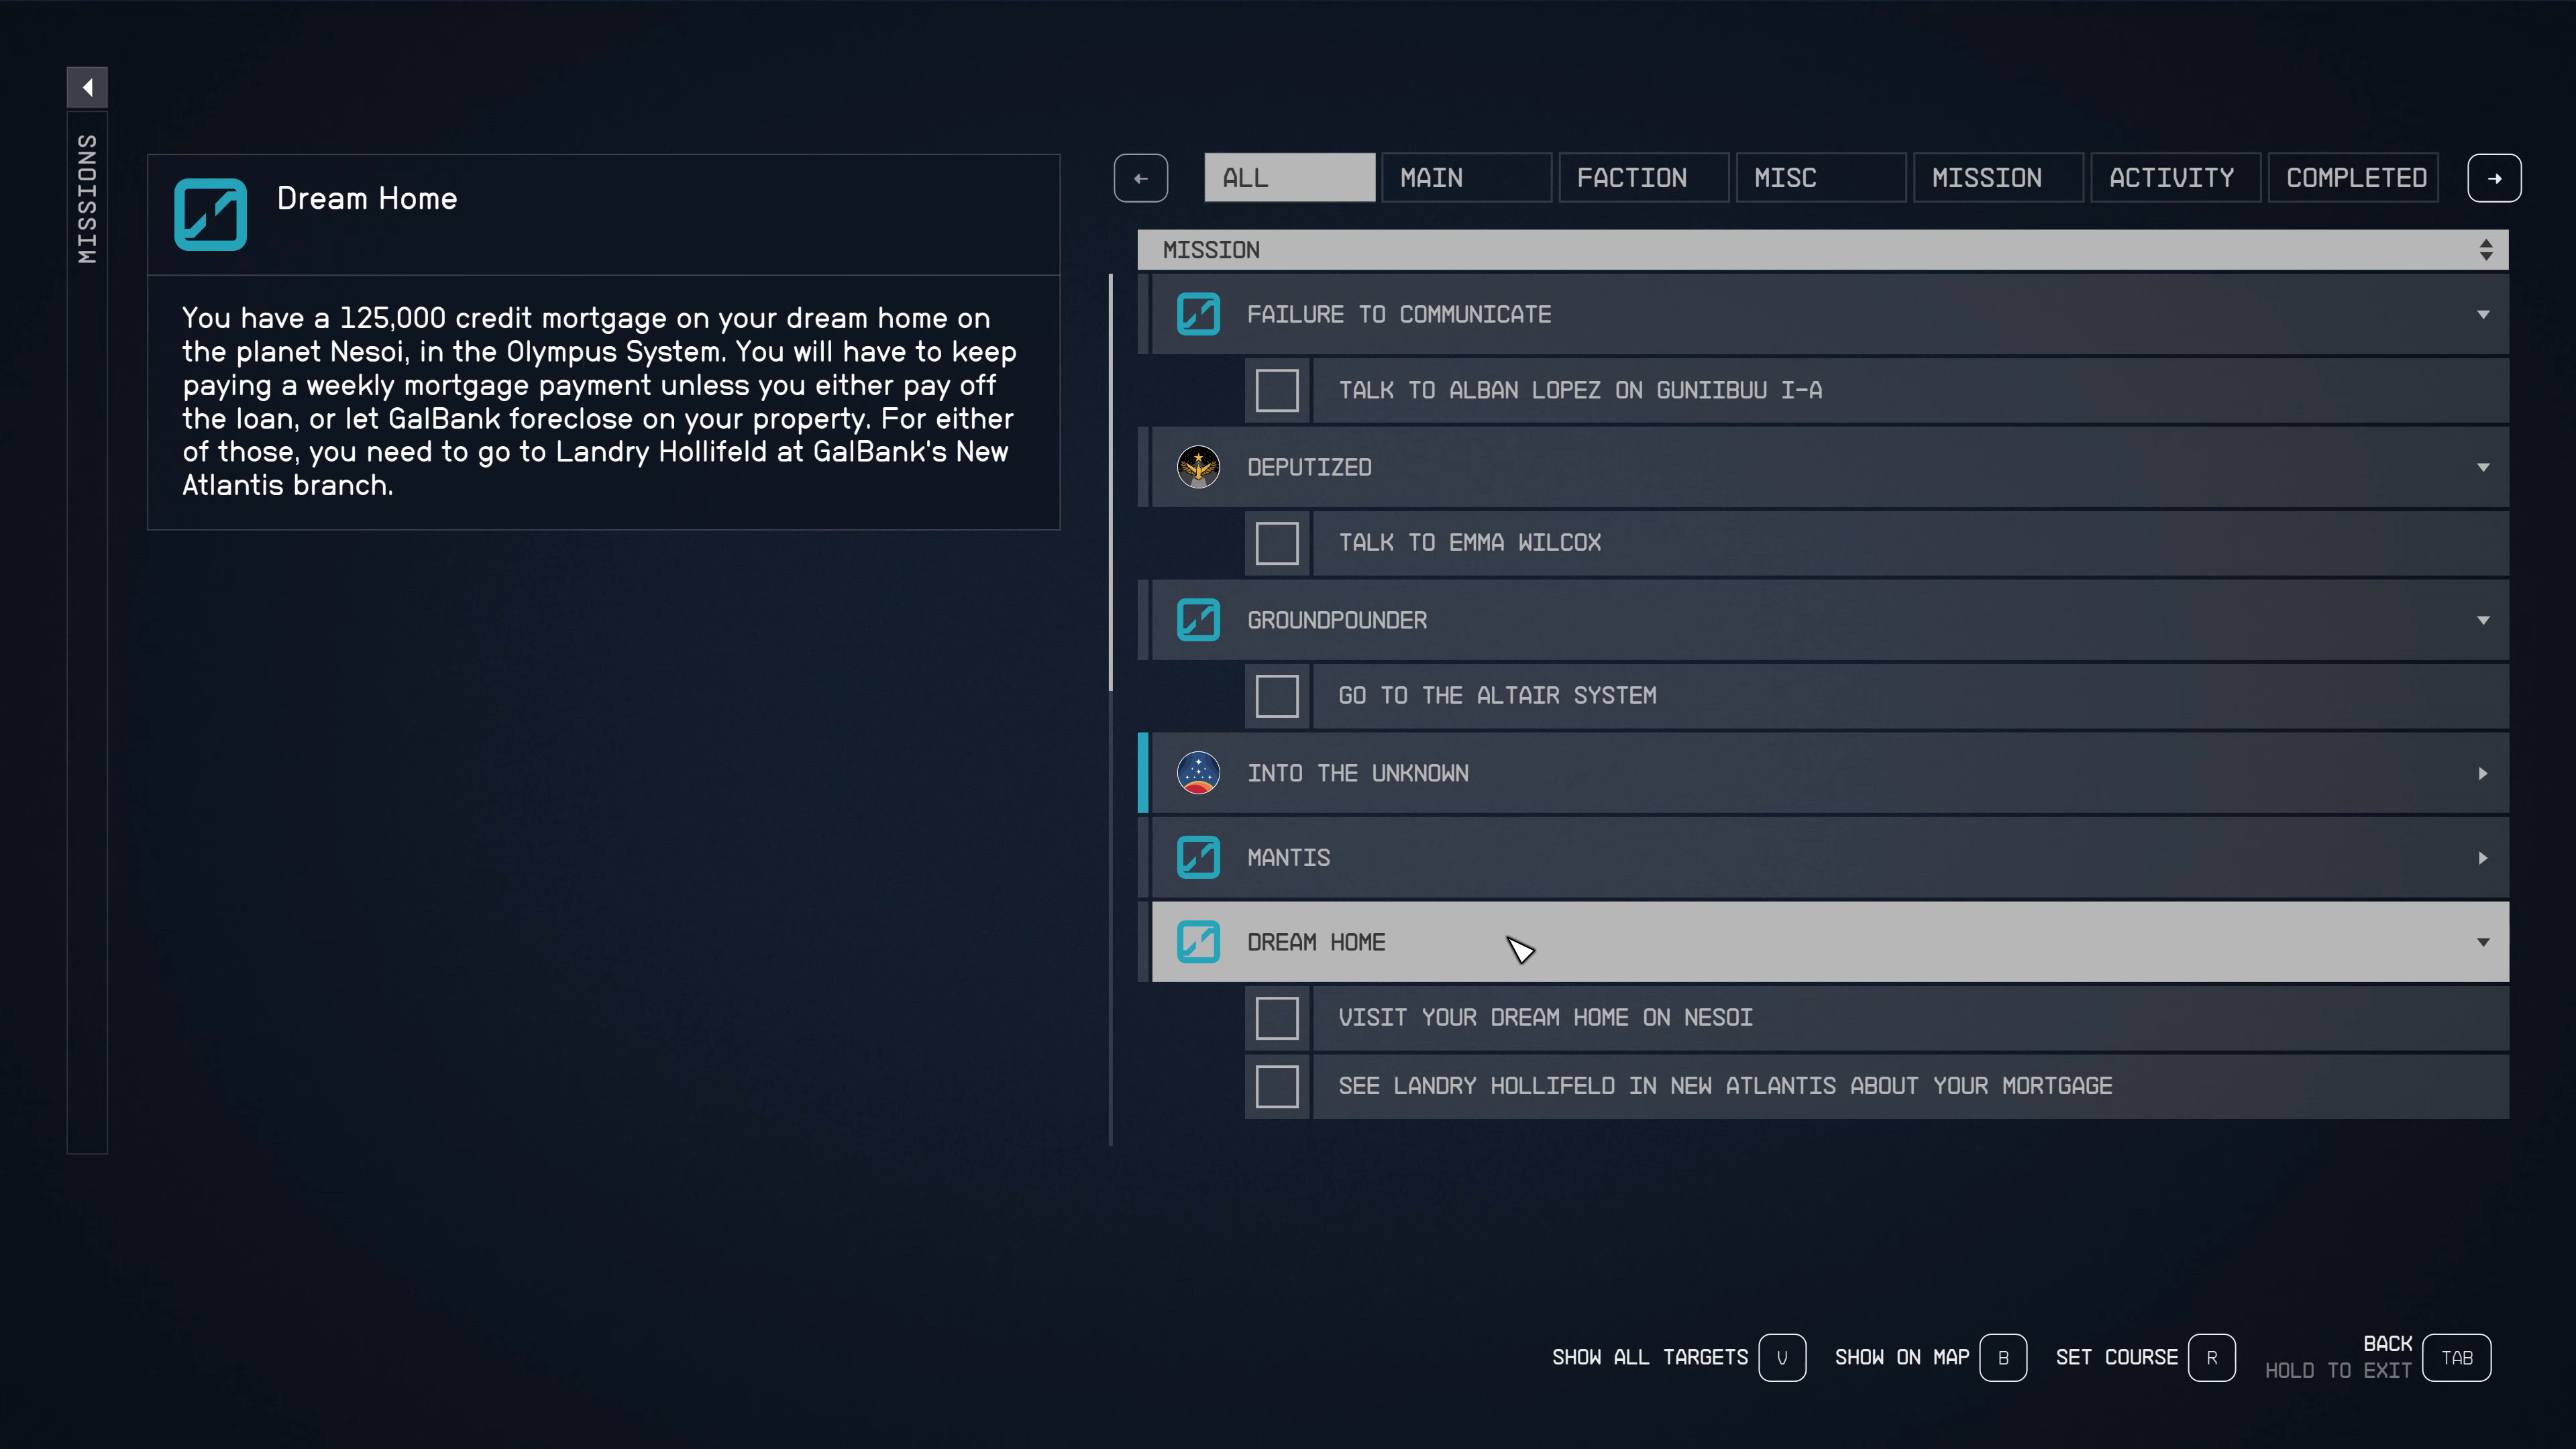 MISSIONS
Dream Home
You have a 125,000 credit mortgage on your dream home on
the planet Nesoi, in the Olympus System. You will have to keep
paying a weekly mortgage payment unless you either pay off
the loan, or let GalBank foreclose on your property. For either
of those, you need to go to Landry Hollifeld at GalBank's New
Atlantis branch.
ALL MAIN FACTION MISC MISSION ACTIVITY COMPLETED
MISSION
FAILURE TO COMMUNICATE
TALK TO ALBAN LOPEZ ON GUNIIBUU I-A
DEPUTIZED
TALK TO EMMA WILCOX
GROUNDPOUNDER
GO TO THE ALTAIR SYSTEM
INTO THE UNKNOWN
MANTIS
DREAM HOME
VISIT YOUR DREAM HOME ON NESOI
SEE LANDRY HOLLIFELD IN NEW ATLANTIS ABOUT YOUR MORTGAGE
SHOW ALL TARGETS V SHOW ON MAP B SET COURSE R BACK TAB
HOLD TO EXIT